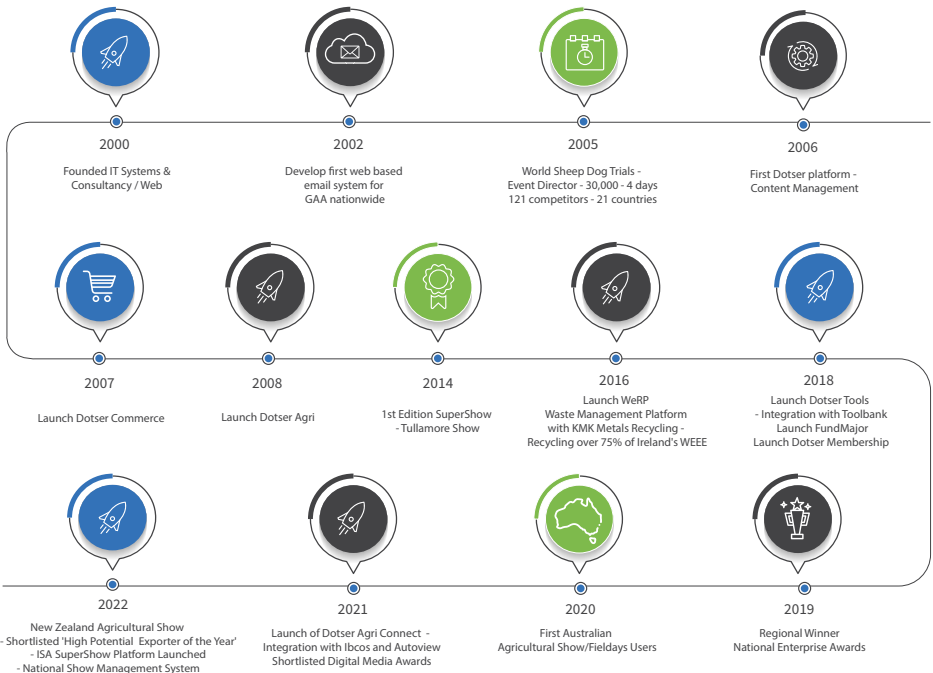 2000
Founded IT Systems &
Consultancy / Web
2002
Develop first web based
email system for
GAA nationwide
2005
World Sheep Dog Trials -
Event Director - 30,000 - 4 days
121 competitors - 21 countries
2006
First Dotser platform -
Content Management
2007
Launch Dotser Commerce
2008
Launch Dotser Agri
2014
1st Edition SuperShow
- Tullamore Show
2016
Launch WeRP
Waste Management Platform
with KMK Metals Recycling -
Recycling over 75% of Ireland's WEEE
2018
Launch Dotser Tools
- Integration with Toolbank
Launch FundMajor
Launch Dotser Membership
2022
New Zealand Agricultural Show
- Shortlisted 'High Potential Exporter of the Year'
- ISA SuperShow Platform Launched
- National Show Management System
2021
Launch of Dotser Agri Connect -
Integration with Ibcos and Autoview
Shortlisted Digital Media Awards
2020
First Australian
Agricultural Show/Fieldays Users
2019
Regional Winner
National Enterprise Awards